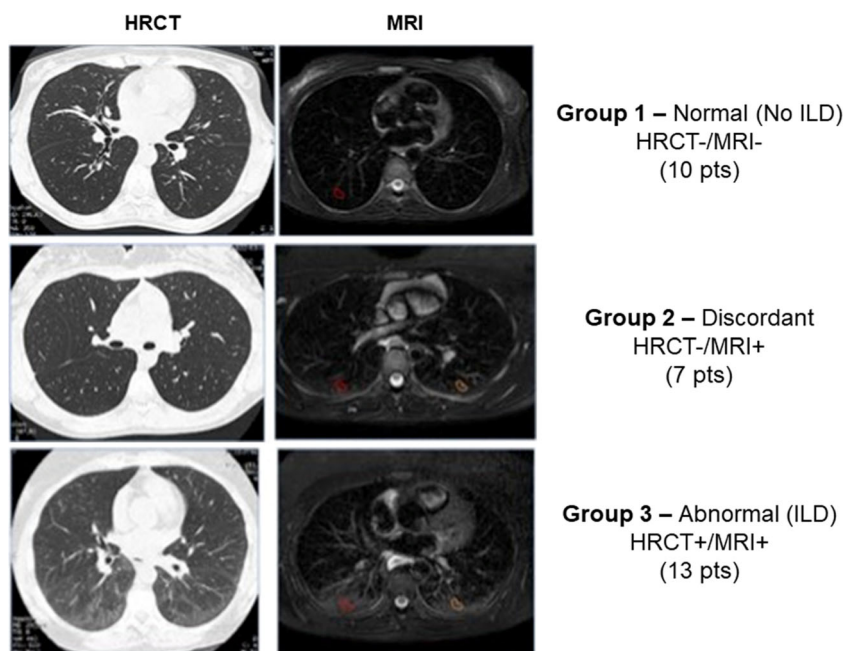 HRCT
MRI
Group 1 – Normal (No ILD)
HRCT-/MRI-
(10 pts)
Group 2 – Discordant
HRCT-/MRI+
(7 pts)
Group 3 – Abnormal (ILD)
HRCT+/MRI+
(13 pts)